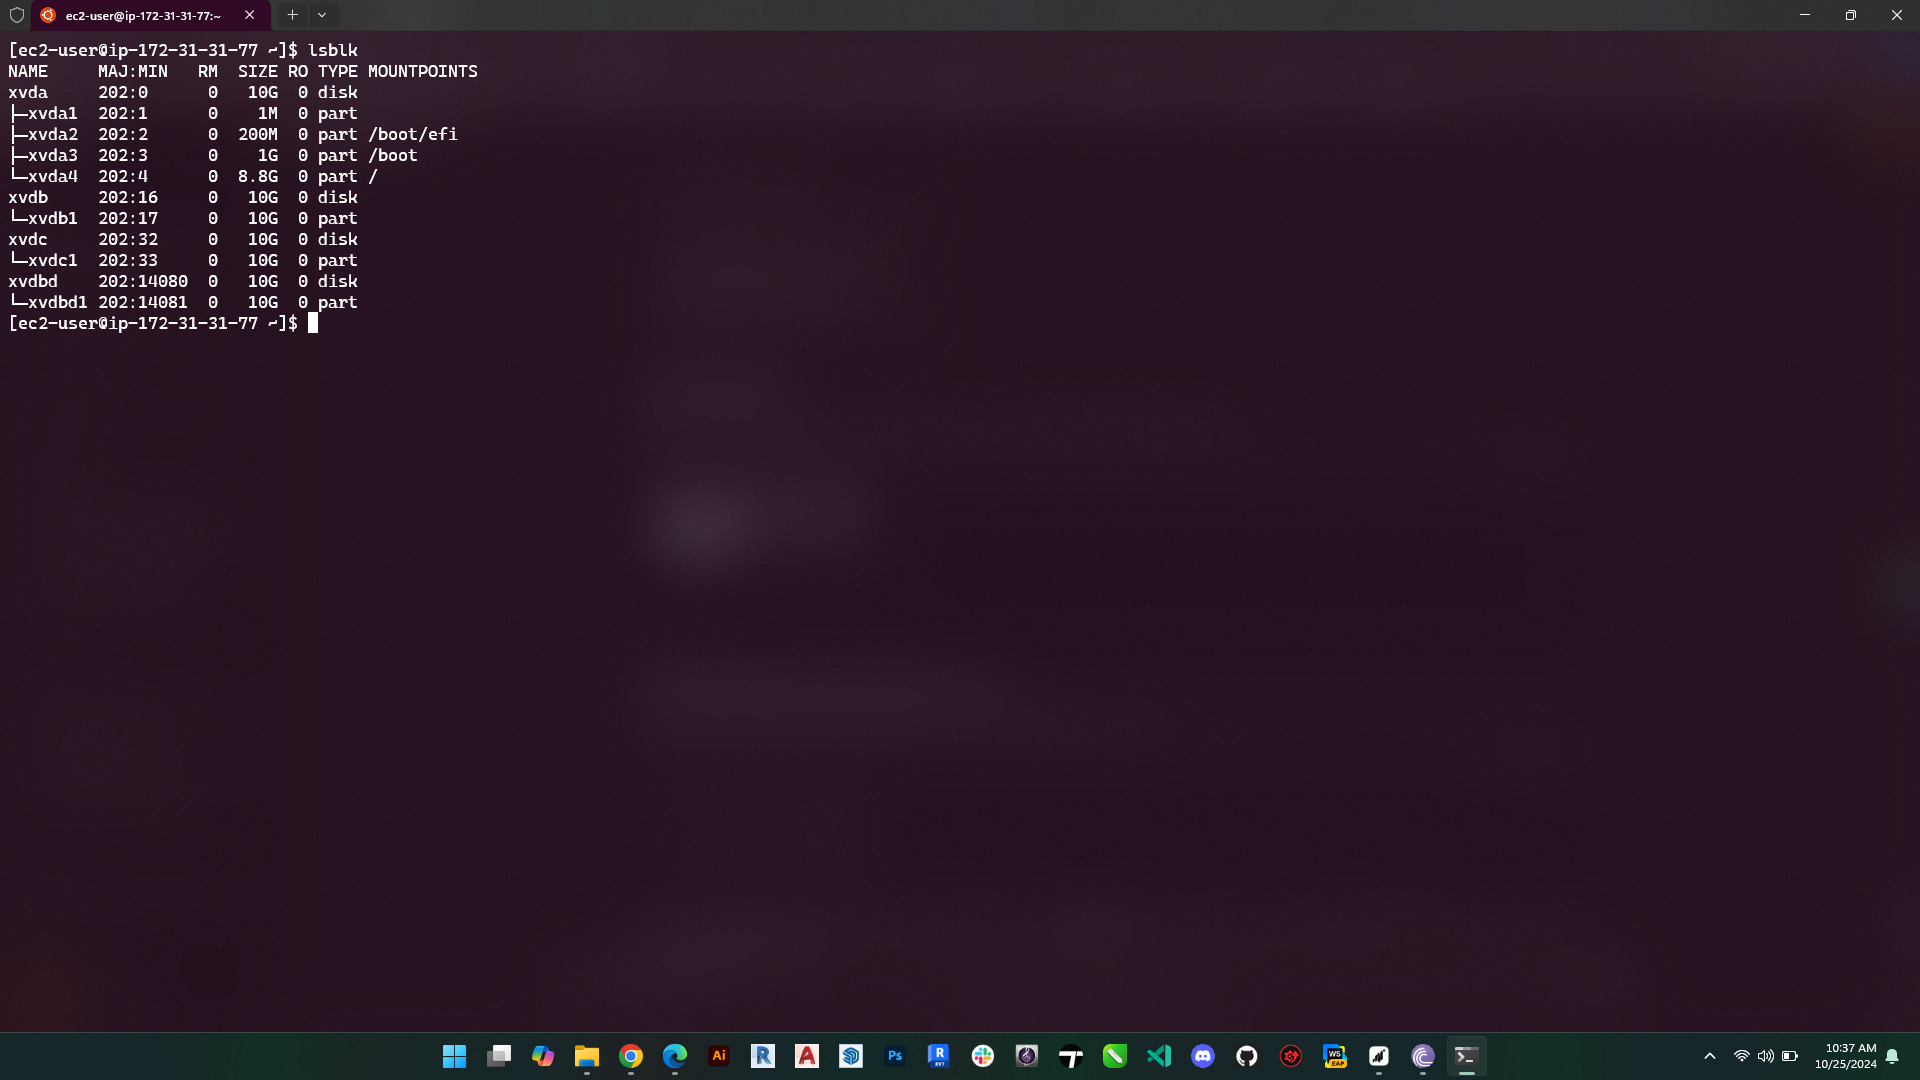 ec2-user@ip-172-31-31-77:~
[ec2-user@ip-172-31-31-77 ~]$ lsblk
NAME     MAJ:MIN   RM  SIZE RO TYPE MOUNTPOINTS
xvda     202:0      0   10G  0 disk
├─xvda1  202:1      0    1M  0 part
├─xvda2  202:2      0  200M  0 part /boot/efi
├─xvda3  202:3      0    1G  0 part /boot
└─xvda4  202:4      0  8.8G  0 part /
xvdb     202:16     0   10G  0 disk
└─xvdb1  202:17     0   10G  0 part
xvdc     202:32     0   10G  0 disk
└─xvdc1  202:33     0   10G  0 part
xvdbd    202:14080  0   10G  0 disk
└─xvdbd1 202:14081  0   10G  0 part
[ec2-user@ip-172-31-31-77 ~]$
Ai
R
A
Ps
R
RVT
WS
EAP
10:37 AM
10/25/2024